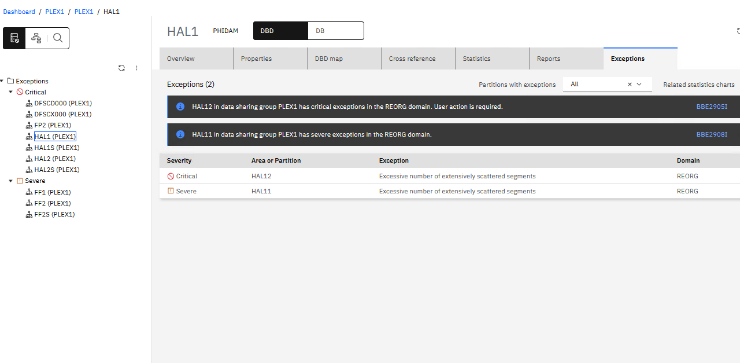 Dashboard / PLEX1 / PLEX1 / HAL1
HAL1 PHIDAM DBD DB
Overview Properties DBD map Cross reference Statistics Reports Exceptions
Exceptions
Critical
DFSCD000 (PLEX1)
DFSCX000 (PLEX1)
FP2 (PLEX1)
HAL1 (PLEX1)
HAL1S (PLEX1)
HAL2 (PLEX1)
HAL2S (PLEX1)
Severe
FF1 (PLEX1)
FF2 (PLEX1)
FF2S (PLEX1)
Exceptions (2) Partitions with exceptions All Related statistics charts
HAL12 in data sharing group PLEX1 has critical exceptions in the REORG domain. User action is required. BBE2905I
HAL11 in data sharing group PLEX1 has severe exceptions in the REORG domain. BBE2908I
Severity Area or Partition Exception Domain
Critical HAL12 Excessive number of extensively scattered segments REORG
Severe HAL11 Excessive number of extensively scattered segments REORG